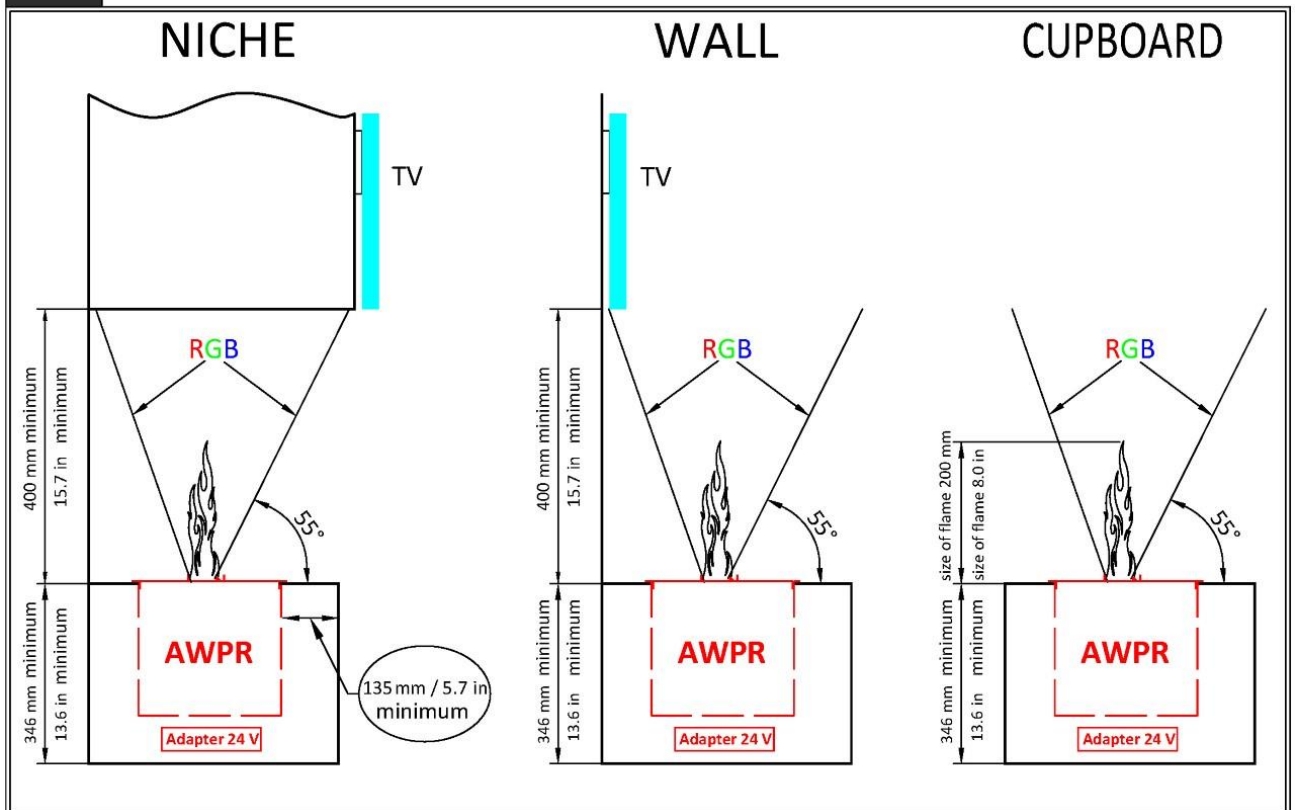 NICHE
TV
RGB
400 mm minimum
15.7 in minimum
55°
346 mm minimum
13.6 in minimum
AWPR
Adapter 24 V
135 mm / 5.7 in
minimum
WALL
TV
RGB
400 mm minimum
15.7 in minimum
55°
346 mm minimum
13.6 in minimum
AWPR
Adapter 24 V
CUPBOARD
RGB
size of flame 200 mm
size of flame 8.0 in
55°
346 mm minimum
13.6 in minimum
AWPR
Adapter 24 V